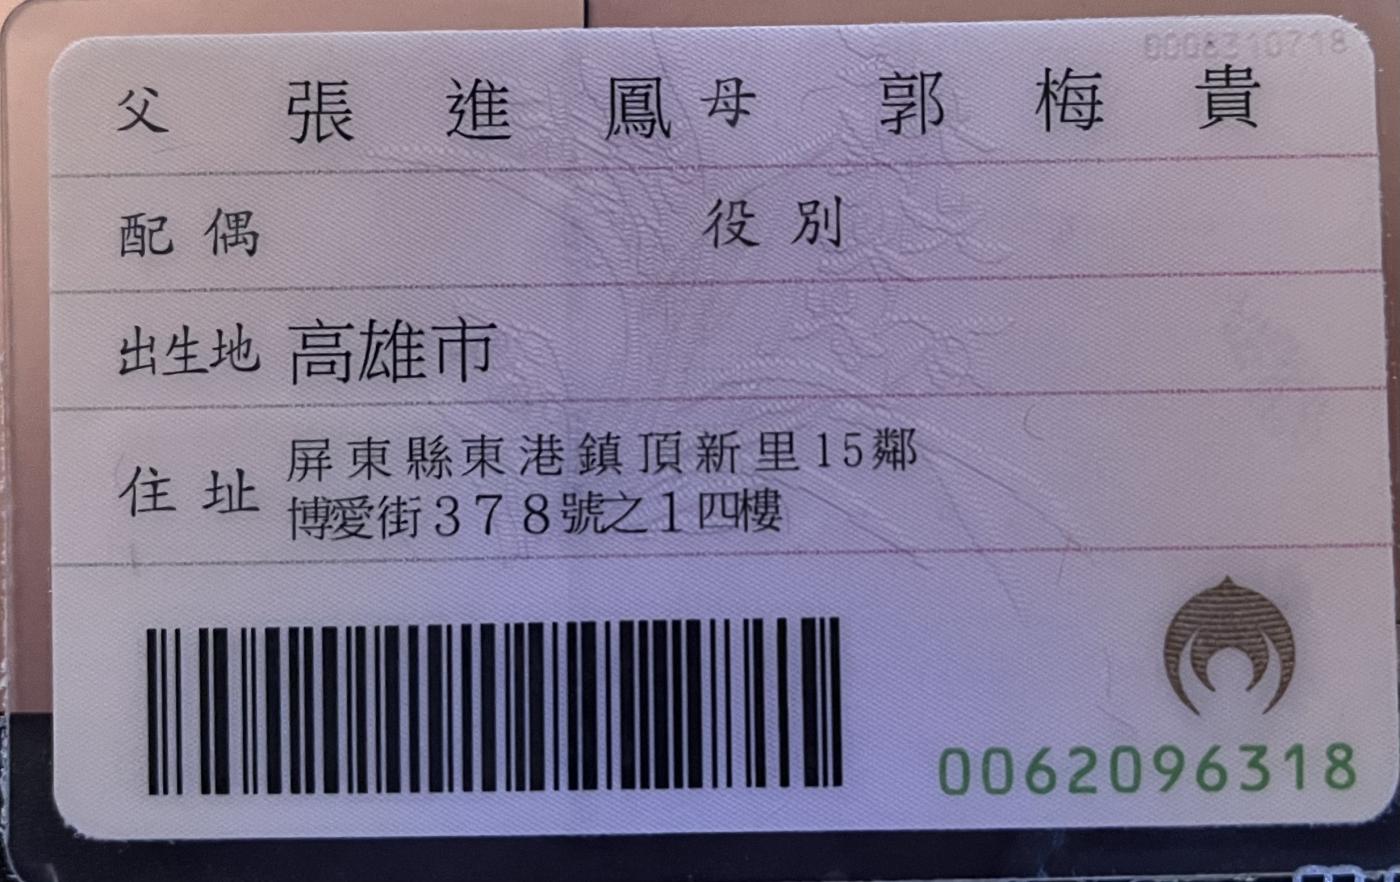 0008310718
父 張進鳳 母 郭梅貴
配偶 役別
出生地 高雄市
住址 屏東縣東港鎮頂新里15鄰
博愛街378號之1四樓
0062096318